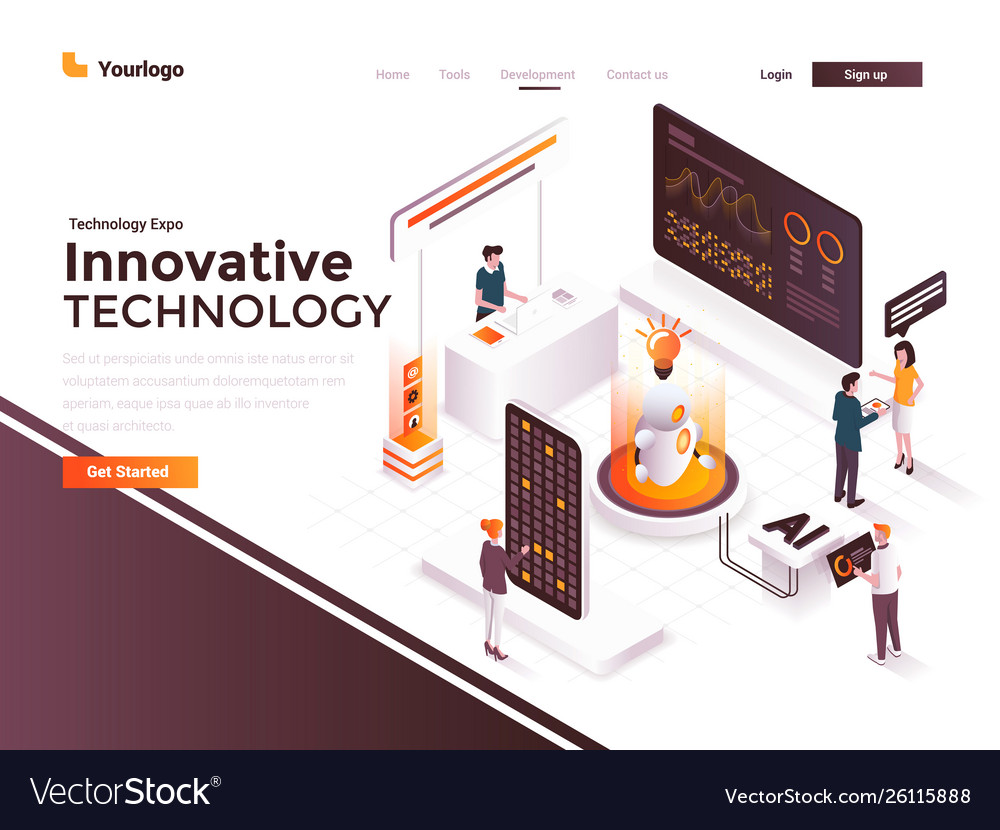 Yourlogo
Home Tools Development Contact us
Login Sign up
Technology Expo
Innovative
TECHNOLOGY
Sed ut perspiciatis unde omnis iste natus error sit
voluptatem accusantium doloremquetotam rem
aperiam, eaque ipsa quae ab illo inventore
et quasi architecto.
Get Started
@
AI
VectorStock®
VectorStock.com/26115888